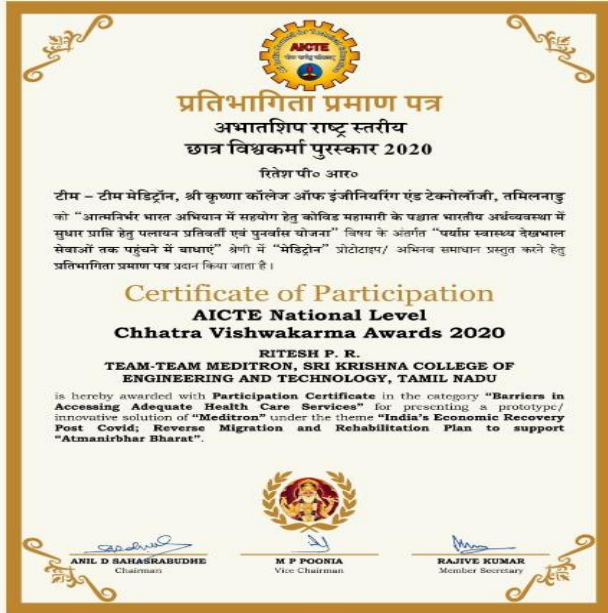 AICTE
प्रतिभागिता प्रमाण पत्र
अभातशिप राष्ट्र स्तरीय
छात्र विश्वकर्मा पुरस्कार 2020
रितेश पी० आर०
टीम – टीम मेडिट्रॉन, श्री कृष्णा कॉलेज ऑफ इंजीनियरिंग एंड टेक्नोलॉजी, तमिलनाडु
को "आत्मनिर्भर भारत अभियान में सहयोग हेतु कोविड महामारी के पश्चात भारतीय अर्थव्यवस्था में
सुधार प्राप्ति हेतु पलायन प्रतिवर्ती एवं पुनर्वास योजना" विषय के अंतर्गत "पर्याप्त स्वास्थ्य देखभाल
सेवाओं तक पहुंचने में बाधाएं" श्रेणी में "मेडिट्रोन" प्रोटोटाइप/ अभिनव समाधान प्रस्तुत करने हेतु
प्रतिभागिता प्रमाण पत्र प्रदान किया जाता है।
Certificate of Participation
AICTE National Level
Chhatra Vishwakarma Awards 2020
RITESH P. R.
TEAM-TEAM MEDITRON, SRI KRISHNA COLLEGE OF
ENGINEERING AND TECHNOLOGY, TAMIL NADU
is hereby awarded with Participation Certificate in the category "Barriers in
Accessing Adequate Health Care Services" for presenting a prototype/
innovative solution of "Meditron" under the theme "India's Economic Recovery
Post Covid; Reverse Migration and Rehabilitation Plan to support
"Atmanirbhar Bharat".
ANIL D SAHASRABUDHE
Chairman
M P POONIA
Vice Chairman
RAJIVE KUMAR
Member Secretary